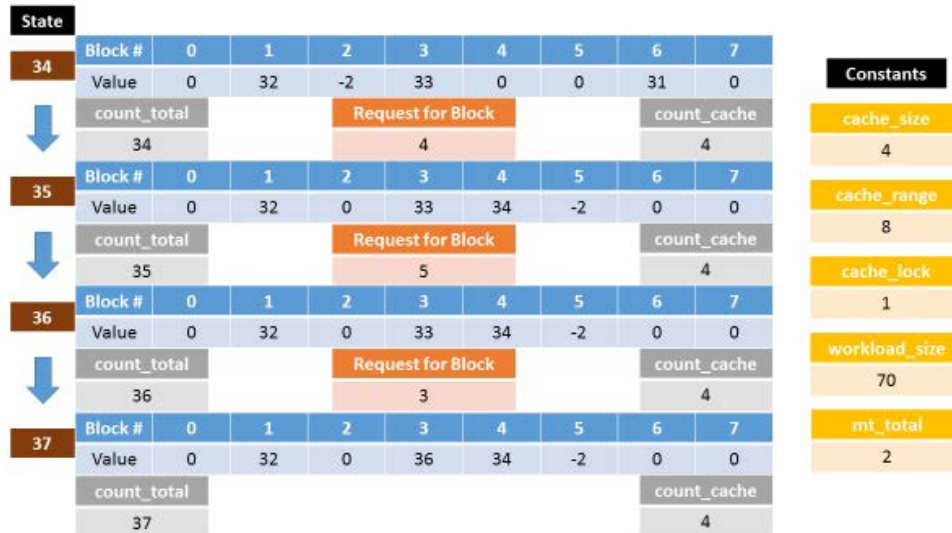 State
34
Block # 0 1 2 3 4 5 6 7
Value 0 32 -2 33 0 0 31 0
count_total Request for Block count_cache
34 4 4
35
Block # 0 1 2 3 4 5 6 7
Value 0 32 0 33 34 -2 0 0
count_total Request for Block count_cache
35 5 4
36
Block # 0 1 2 3 4 5 6 7
Value 0 32 0 33 34 -2 0 0
count_total Request for Block count_cache
36 3 4
37
Block # 0 1 2 3 4 5 6 7
Value 0 32 0 36 34 -2 0 0
count_total count_cache
37 4
Constants
cache_size
4
cache_range
8
cache_lock
1
workload_size
70
mt_total
2